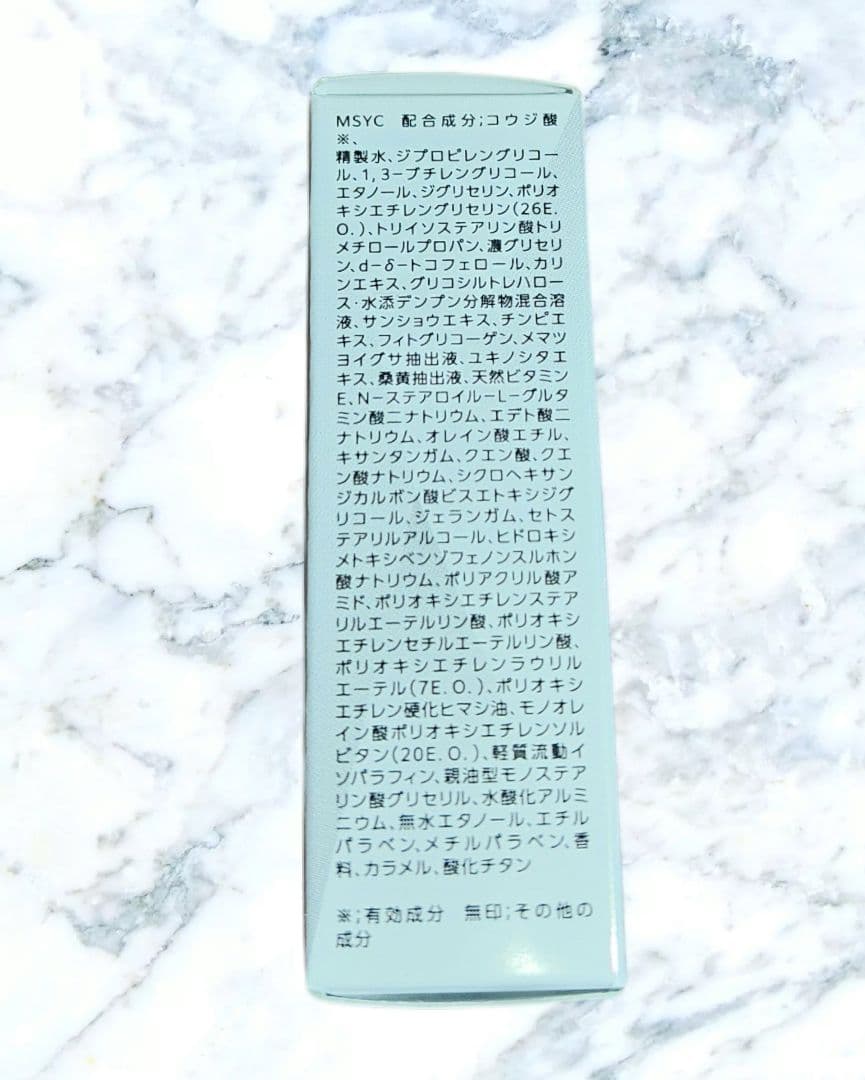 MSYC 配合成分;コウジ酸
※、
精製水、ジプロピレングリコー
ル、1,3-ブチレングリコール、
エタノール、ジグリセリン、ポリオ
キシエチレングリセリン(26E.
O.)、トリイソステアリン酸トリ
メチロールプロパン、濃グリセリ
ン、d-δ-トコフェロール、カリ
ンエキス、グリコシルトレハロー
ス・水添デンプン分解物混合溶
液、サンショウエキス、チンピエ
キス、フィトグリコーゲン、メマツ
ヨイグサ抽出液、ユキノシタエ
キス、桑黄抽出液、天然ビタミン
E、N-ステアロイル-L-グルタ
ミン酸二ナトリウム、エデト酸二
ナトリウム、オレイン酸エチル、
キサンタンガム、クエン酸、クエ
ン酸ナトリウム、シクロヘキサン
ジカルボン酸ビスエトキシジグ
リコール、ジェランガム、セトス
テアリルアルコール、ヒドロキシ
メトキシベンゾフェノンスルホン
酸ナトリウム、ポリアクリル酸ア
ミド、ポリオキシエチレンステア
リルエーテルリン酸、ポリオキシ
エチレンセチルエーテルリン酸、
ポリオキシエチレンラウリル
エーテル(7E.O.)、ポリオキシ
エチレン硬化ヒマシ油、モノオレ
イン酸ポリオキシエチレンソル
ビタン(20E.O.)、軽質流動イ
ソパラフィン、親油型モノステア
リン酸グリセリル、水酸化アルミ
ニウム、無水エタノール、エチル
パラベン、メチルパラベン、香
料、カラメル、酸化チタン
※;有効成分 無印;その他の
成分